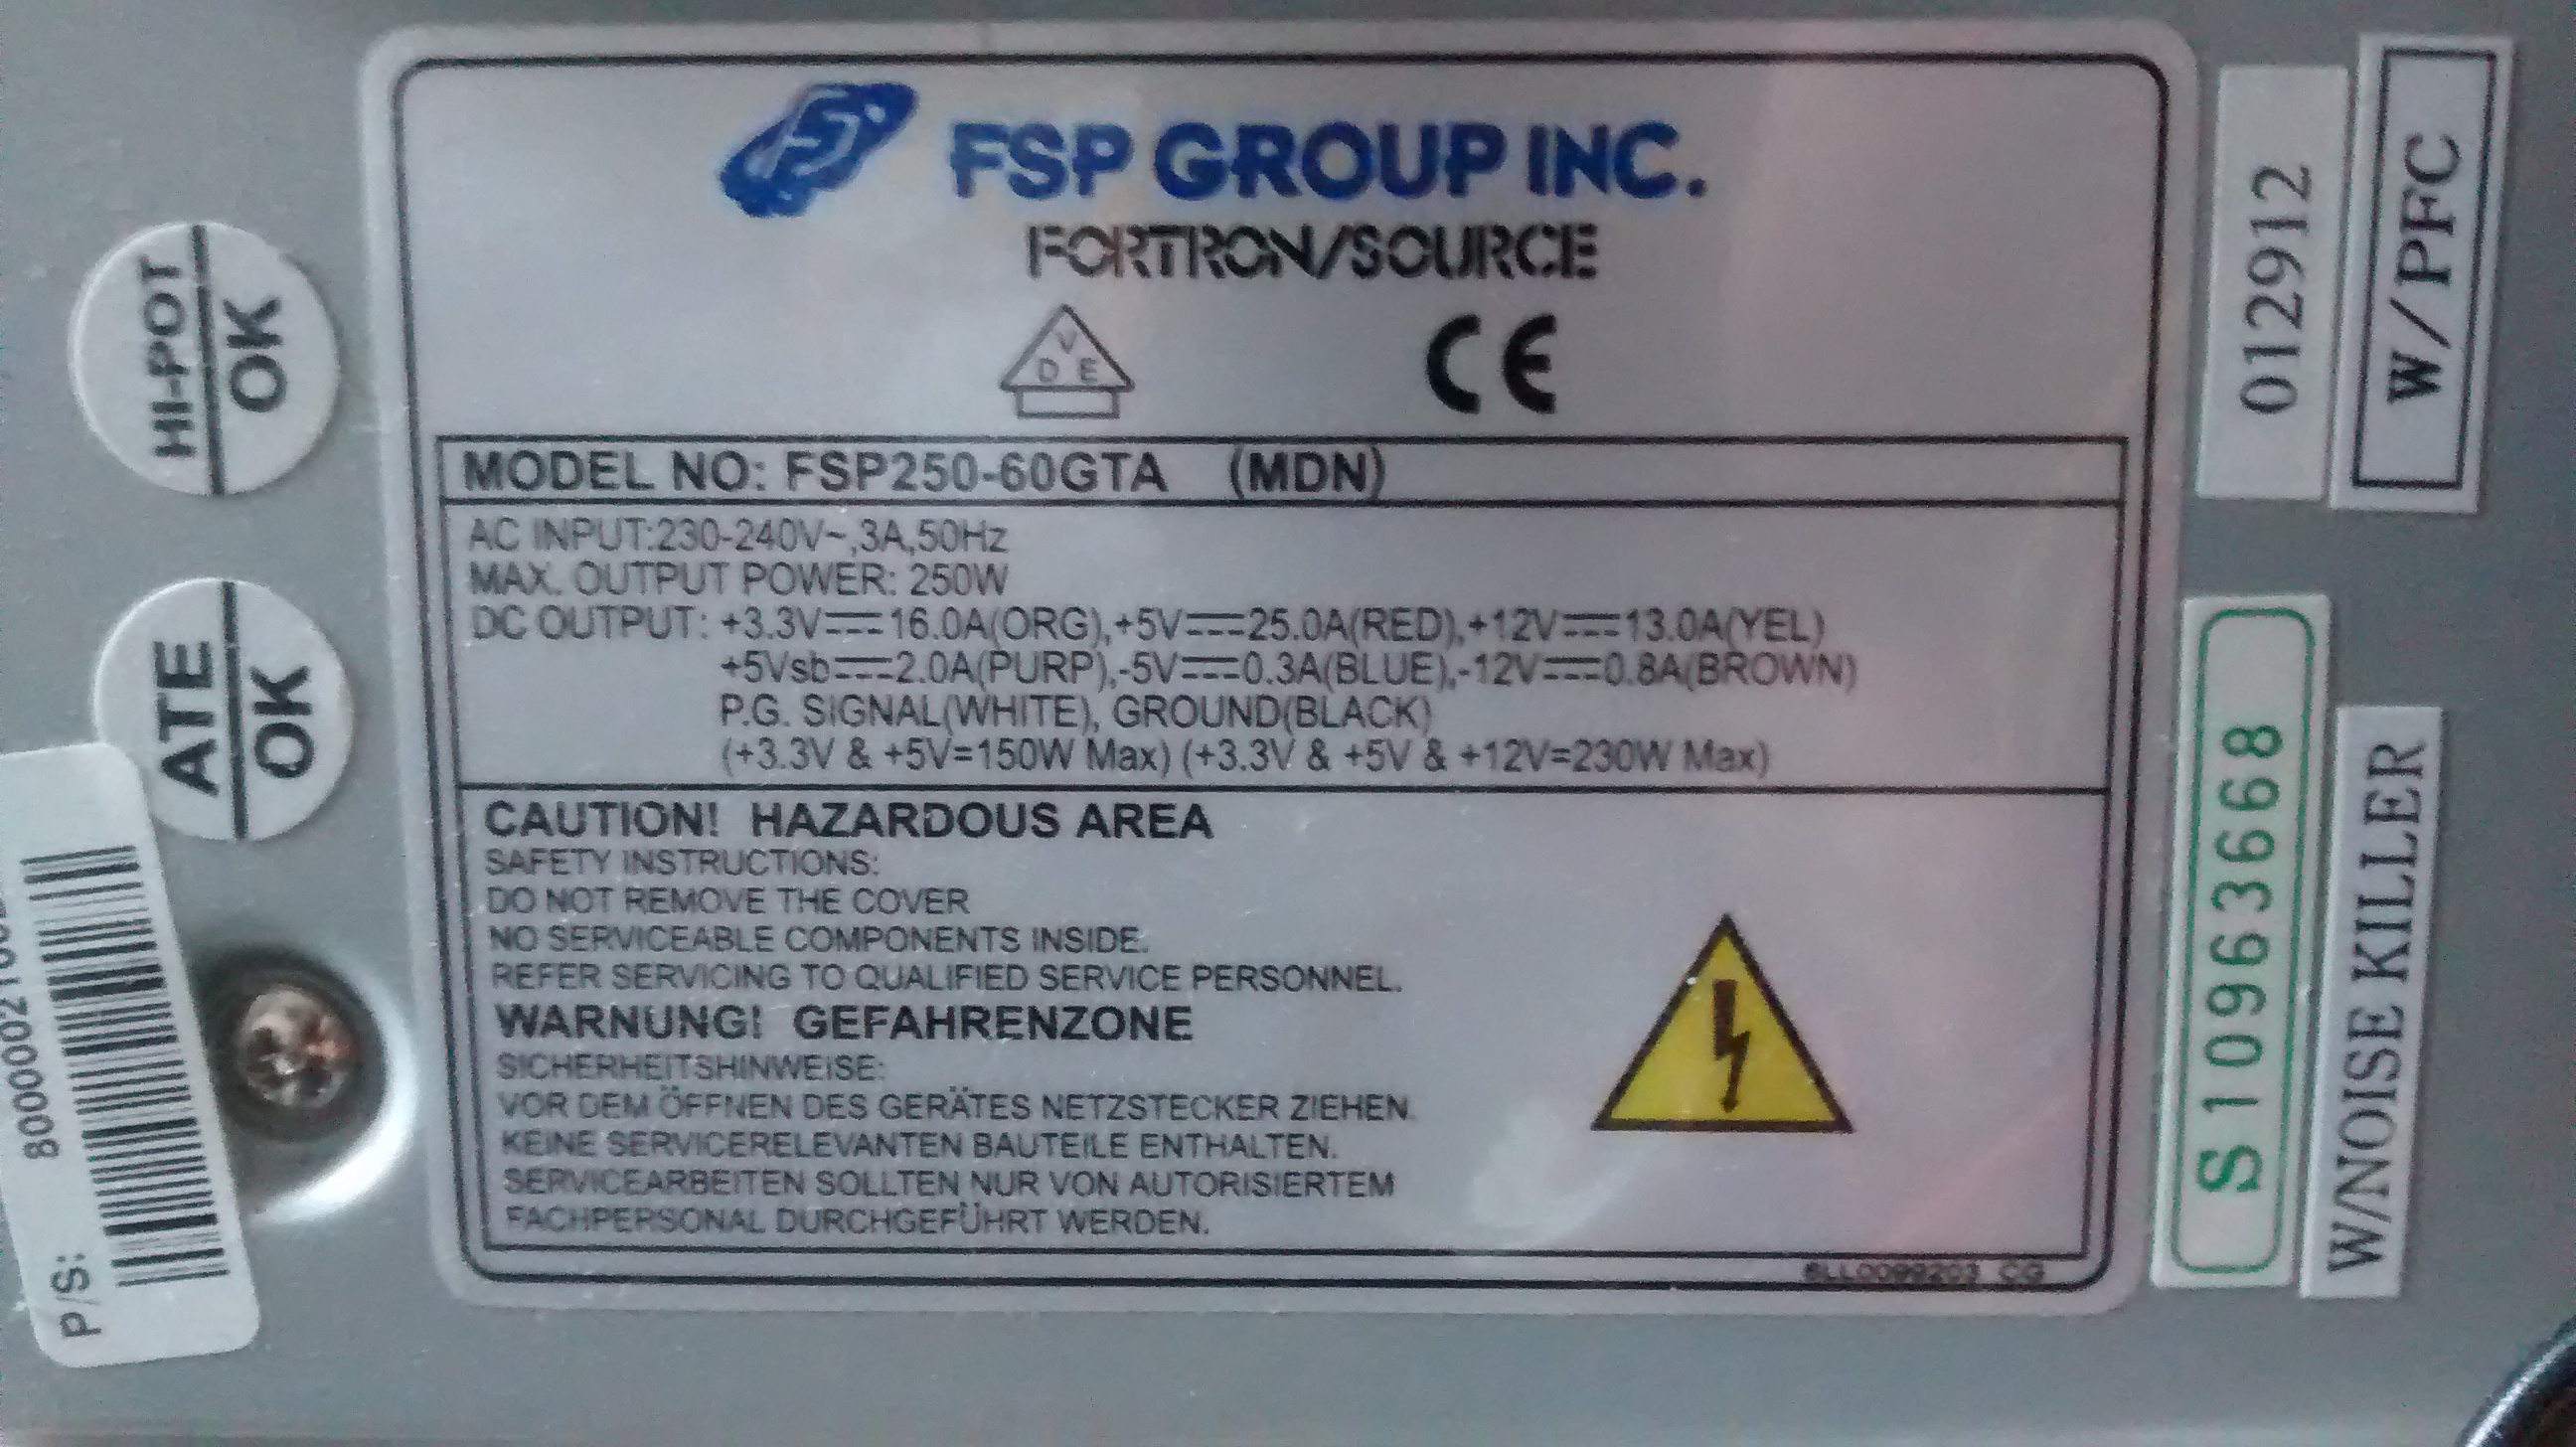 FSP GROUP INC.
FORTRON/SOURCE
V
D E
CE
MODEL NO: FSP250-60GTA (MDN)
AC INPUT:230-240V~,3A,50Hz
MAX. OUTPUT POWER: 250W
DC OUTPUT: +3.3V⎓16.0A(ORG),+5V⎓25.0A(RED),+12V⎓13.0A(YEL)
+5Vsb⎓2.0A(PURP),-5V⎓0.3A(BLUE),-12V⎓0.8A(BROWN)
P.G. SIGNAL(WHITE), GROUND(BLACK)
(+3.3V & +5V=150W Max) (+3.3V & +5V & +12V=230W Max)
CAUTION! HAZARDOUS AREA
SAFETY INSTRUCTIONS:
DO NOT REMOVE THE COVER
NO SERVICEABLE COMPONENTS INSIDE.
REFER SERVICING TO QUALIFIED SERVICE PERSONNEL.
WARNUNG! GEFAHRENZONE
SICHERHEITSHINWEISE:
VOR DEM ÖFFNEN DES GERÄTES NETZSTECKER ZIEHEN.
KEINE SERVICERELEVANTEN BAUTEILE ENTHALTEN.
SERVICEARBEITEN SOLLTEN NUR VON AUTORISIERTEM
FACHPERSONAL DURCHGEFÜHRT WERDEN.
6LL0099203 CG
HI-POT
OK
ATE
OK
P/S:
012912
W/PFC
S10963668
W/NOISE KILLER